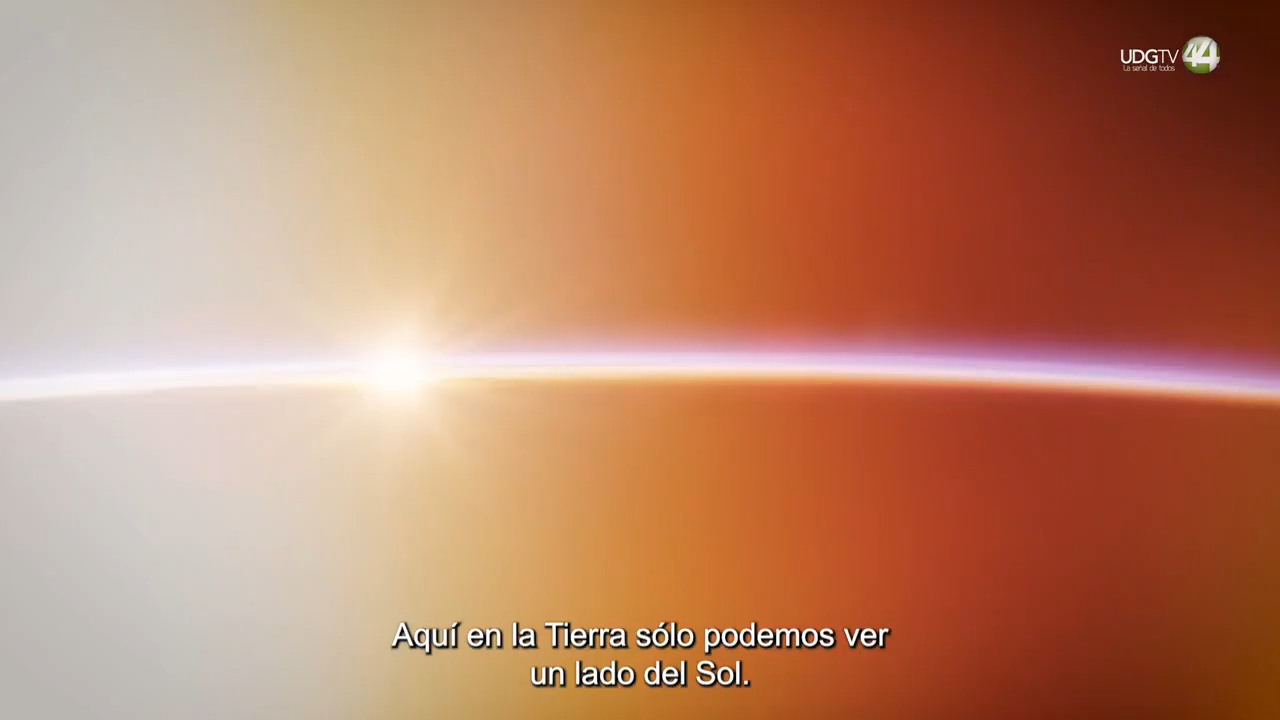 UDGTV 44
La señal de todos
Aquí en la Tierra sólo podemos ver
un lado del Sol.